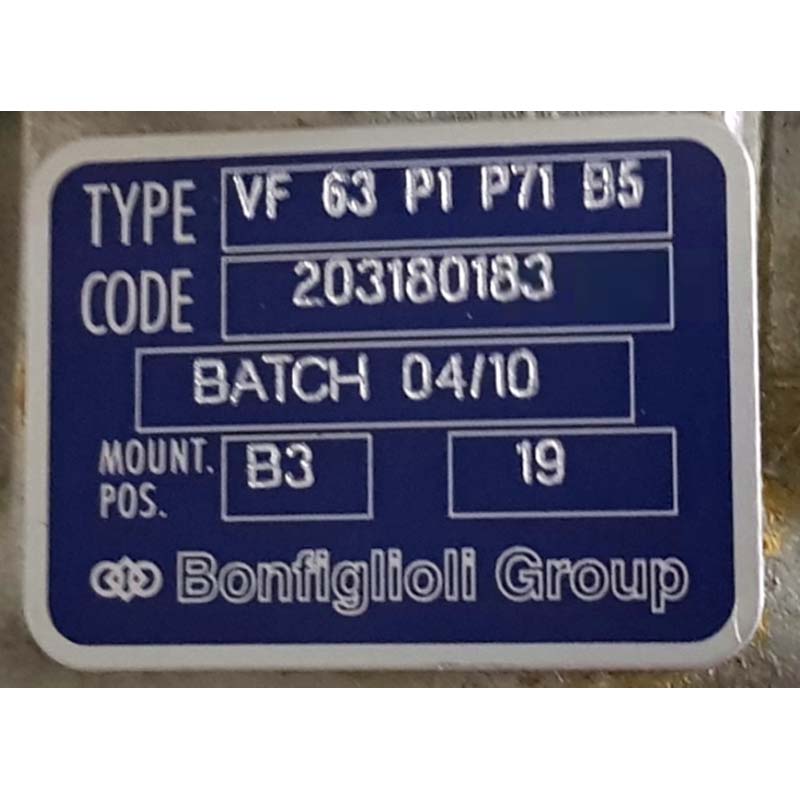 TYPE VF 63 P1 P71 B5
CODE 203180183
BATCH 04/10
MOUNT. POS. B3 19
Bonfiglioli Group